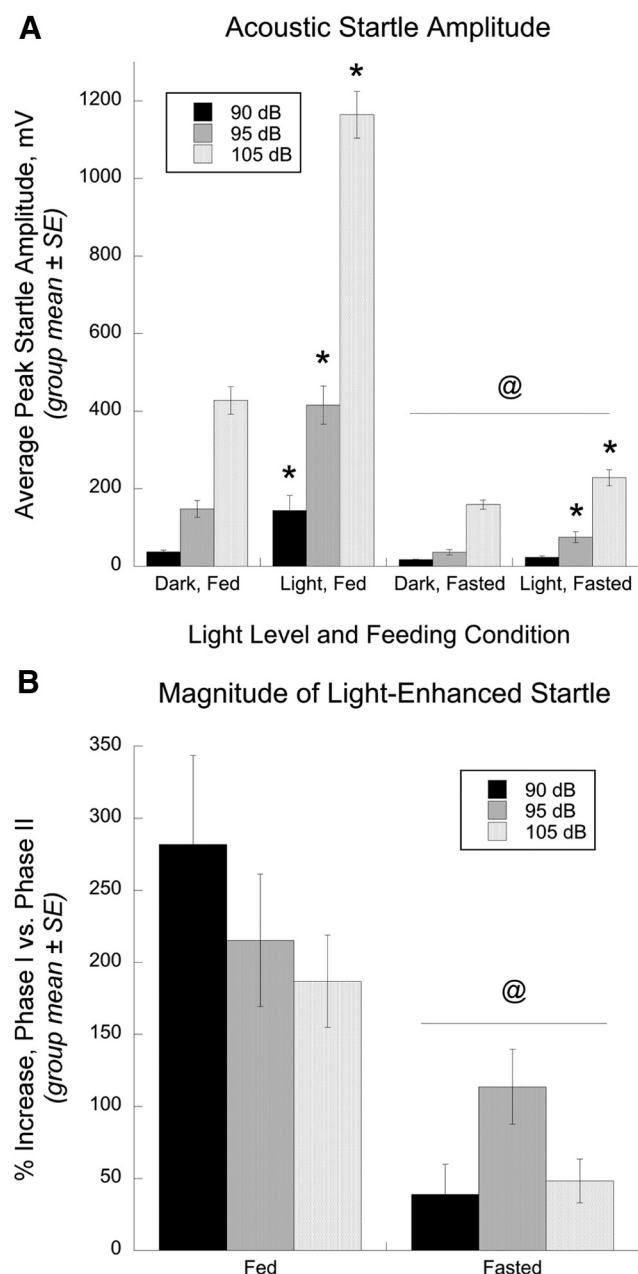 A
Acoustic Startle Amplitude
Average Peak Startle Amplitude, mV
(group mean ± SE)
1200
1000
800
600
400
200
0
90 dB
95 dB
105 dB
*
*
*
@
*
*
Dark, Fed
Light, Fed
Dark, Fasted
Light, Fasted
Light Level and Feeding Condition
B
Magnitude of Light-Enhanced Startle
% Increase, Phase I vs. Phase II
(group mean ± SE)
350
300
250
200
150
100
50
0
90 dB
95 dB
105 dB
@
Fed
Fasted